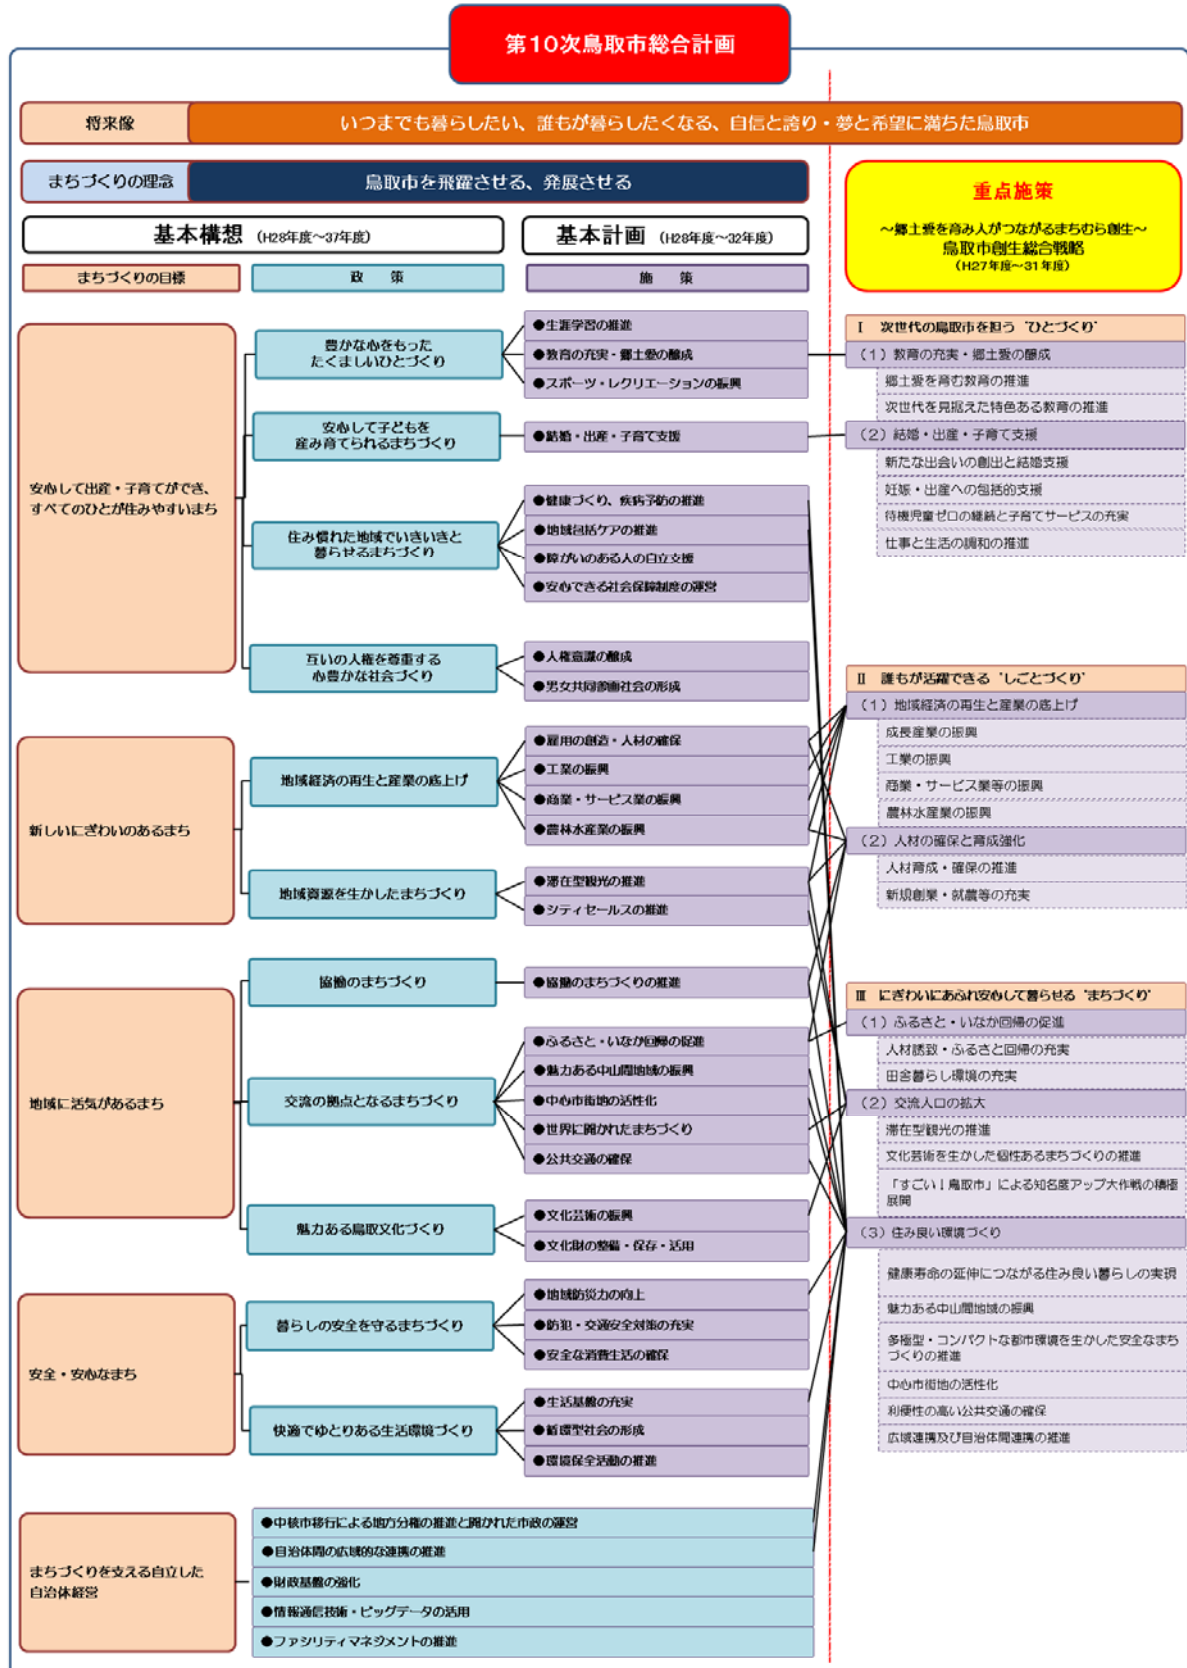 第10次鳥取市総合計画
将来像
いつまでも暮らしたい、誰もが暮らしたくなる、自信と誇り・夢と希望に満ちた鳥取市
まちづくりの理念
鳥取市を飛躍させる、発展させる
基本構想 (H28年度～37年度)
基本計画 (H28年度～32年度)
まちづくりの目標
政　策
施　策
重点施策
～郷土愛を育み人がつながるまちむら創生～
鳥取市創生総合戦略
(H27年度～31年度)
安心して出産・子育てができ、
すべてのひとが住みやすいまち
豊かな心をもった
たくましいひとづくり
●生涯学習の推進
●教育の充実・郷土愛の醸成
●スポーツ・レクリエーションの振興
安心して子どもを
産み育てられるまちづくり
●結婚・出産・子育て支援
住み慣れた地域でいきいきと
暮らせるまちづくり
●健康づくり、疾病予防の推進
●地域包括ケアの推進
●障がいのある人の自立支援
●安心できる社会保障制度の運営
互いの人権を尊重する
心豊かな社会づくり
●人権意識の醸成
●男女共同参画社会の形成
新しいにぎわいのあるまち
地域経済の再生と産業の底上げ
●雇用の創造・人材の確保
●工業の振興
●商業・サービス業の振興
●農林水産業の振興
地域資源を生かしたまちづくり
●滞在型観光の推進
●シティセールスの推進
地域に活気があるまち
協働のまちづくり
●協働のまちづくりの推進
交流の拠点となるまちづくり
●ふるさと・いなか回帰の促進
●魅力ある中山間地域の振興
●中心市街地の活性化
●世界に開かれたまちづくり
●公共交通の確保
魅力ある鳥取文化づくり
●文化芸術の振興
●文化財の整備・保存・活用
安全・安心なまち
暮らしの安全を守るまちづくり
●地域防災力の向上
●防犯・交通安全対策の充実
●安全な消費生活の確保
快適でゆとりある生活環境づくり
●生活基盤の充実
●循環型社会の形成
●環境保全活動の推進
まちづくりを支える自立した
自治体経営
●中核市移行による地方分権の推進と開かれた市政の運営
●自治体間の広域的な連携の推進
●財政基盤の強化
●情報通信技術・ビッグデータの活用
●ファシリティマネジメントの推進
Ⅰ　次世代の鳥取市を担う “ひとづくり”
（1）教育の充実・郷土愛の醸成
郷土愛を育む教育の推進
次世代を見据えた特色ある教育の推進
（2）結婚・出産・子育て支援
新たな出会いの創出と結婚支援
妊娠・出産への包括的支援
待機児童ゼロの継続と子育てサービスの充実
仕事と生活の調和の推進
Ⅱ　誰もが活躍できる “しごとづくり”
（1）地域経済の再生と産業の底上げ
成長産業の振興
工業の振興
商業・サービス業等の振興
農林水産業の振興
（2）人材の確保と育成強化
人材育成・確保の推進
新規創業・就農等の充実
Ⅲ　にぎわいにあふれ安心して暮らせる “まちづくり”
（1）ふるさと・いなか回帰の促進
人材誘致・ふるさと回帰の充実
田舎暮らし環境の充実
（2）交流人口の拡大
滞在型観光の推進
文化芸術を生かした個性あるまちづくりの推進
「すごい！鳥取市」による知名度アップ大作戦の積極
展開
（3）住み良い環境づくり
健康寿命の延伸につながる住み良い暮らしの実現
魅力ある中山間地域の振興
多極型・コンパクトな都市環境を生かした安全なまち
づくりの推進
中心市街地の活性化
利便性の高い公共交通の確保
広域連携及び自治体間連携の推進